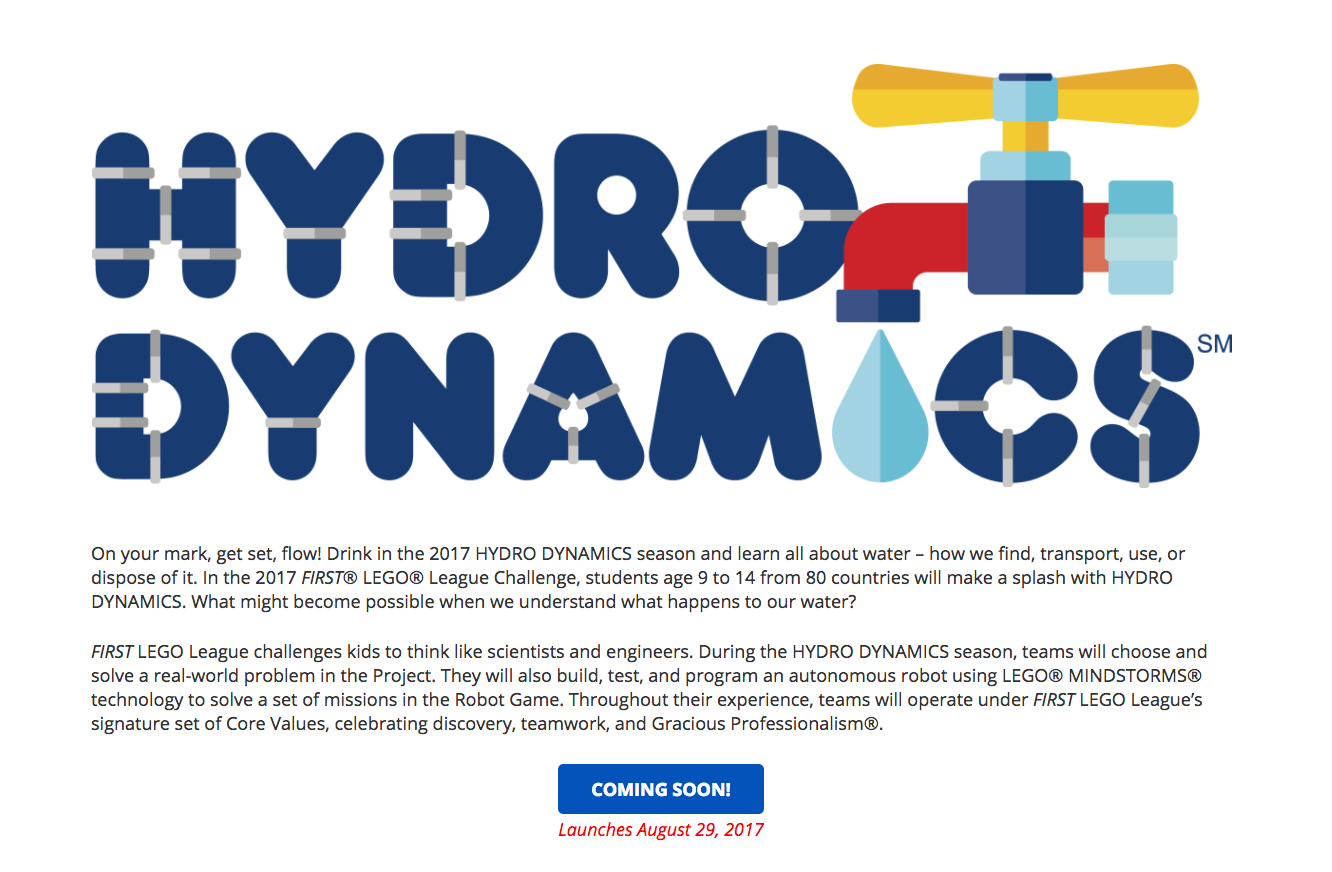 HYDRO
DYNAMICS SM
On your mark, get set, flow! Drink in the 2017 HYDRO DYNAMICS season and learn all about water – how we find, transport, use, or
dispose of it. In the 2017 FIRST® LEGO® League Challenge, students age 9 to 14 from 80 countries will make a splash with HYDRO
DYNAMICS. What might become possible when we understand what happens to our water?
FIRST LEGO League challenges kids to think like scientists and engineers. During the HYDRO DYNAMICS season, teams will choose and
solve a real-world problem in the Project. They will also build, test, and program an autonomous robot using LEGO® MINDSTORMS®
technology to solve a set of missions in the Robot Game. Throughout their experience, teams will operate under FIRST LEGO League’s
signature set of Core Values, celebrating discovery, teamwork, and Gracious Professionalism®.
COMING SOON!
Launches August 29, 2017